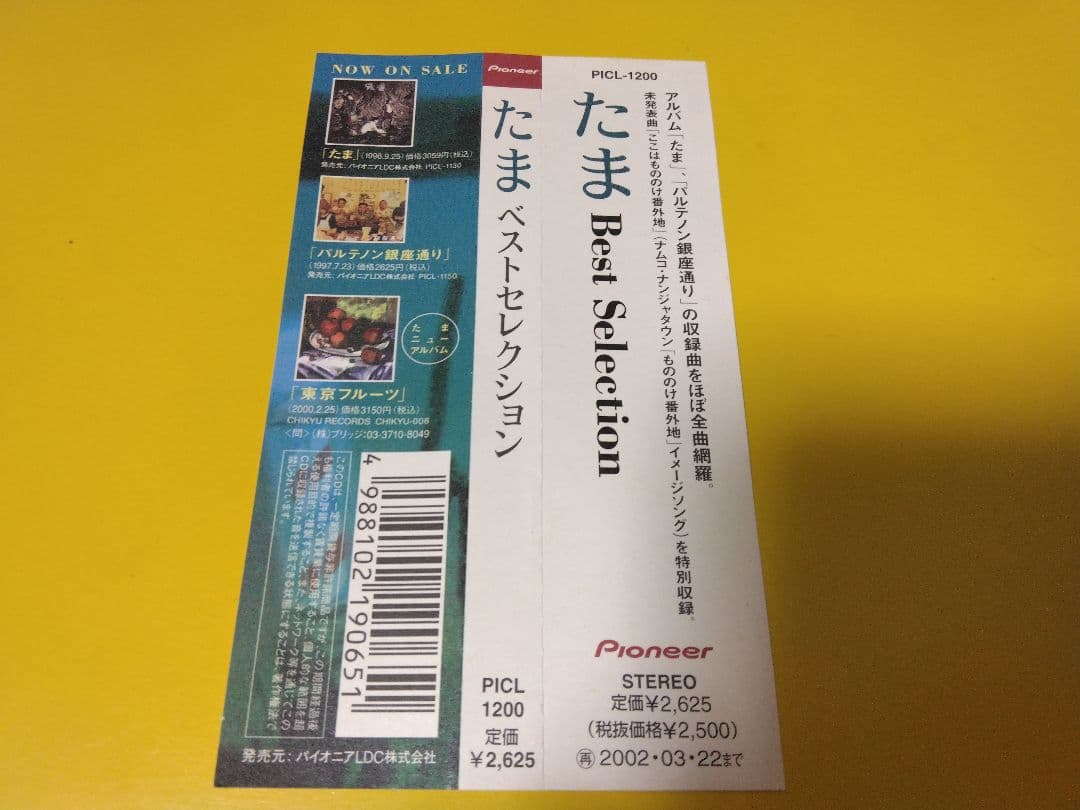 NOW ON SALE
「たま」
(1996.9.25)価格3059円(税込)
発売元：パイオニアLDC株式会社 PICL-1130
「パルテノン銀座通り」
(1997.7.23)価格2625円(税込)
発売元：パイオニアLDC株式会社 PICL-1150
たま
ニュー
アルバム
「東京フルーツ」
(2000.2.25)価格3150円(税込)
CHIKYU RECORDS CHIKYU-006
<問>(株)ブリッジ:03-3710-8049
4 988102 190651
発売元：パイオニアLDC株式会社
Pioneer
たま
ベストセレクション
PICL
1200
定価
¥2,625
PICL-1200
アルバム「たま」、「パルテノン銀座通り」の収録曲をほぼ全曲網羅。
未発表曲「ここはもののけ番外地」(ナムコ・ナンジャタウン「もののけ番外地」イメージソング)を特別収録。
たま Best Selection
Pioneer
STEREO
定価¥2,625
(税抜価格¥2,500)
再 2002・03・22まで